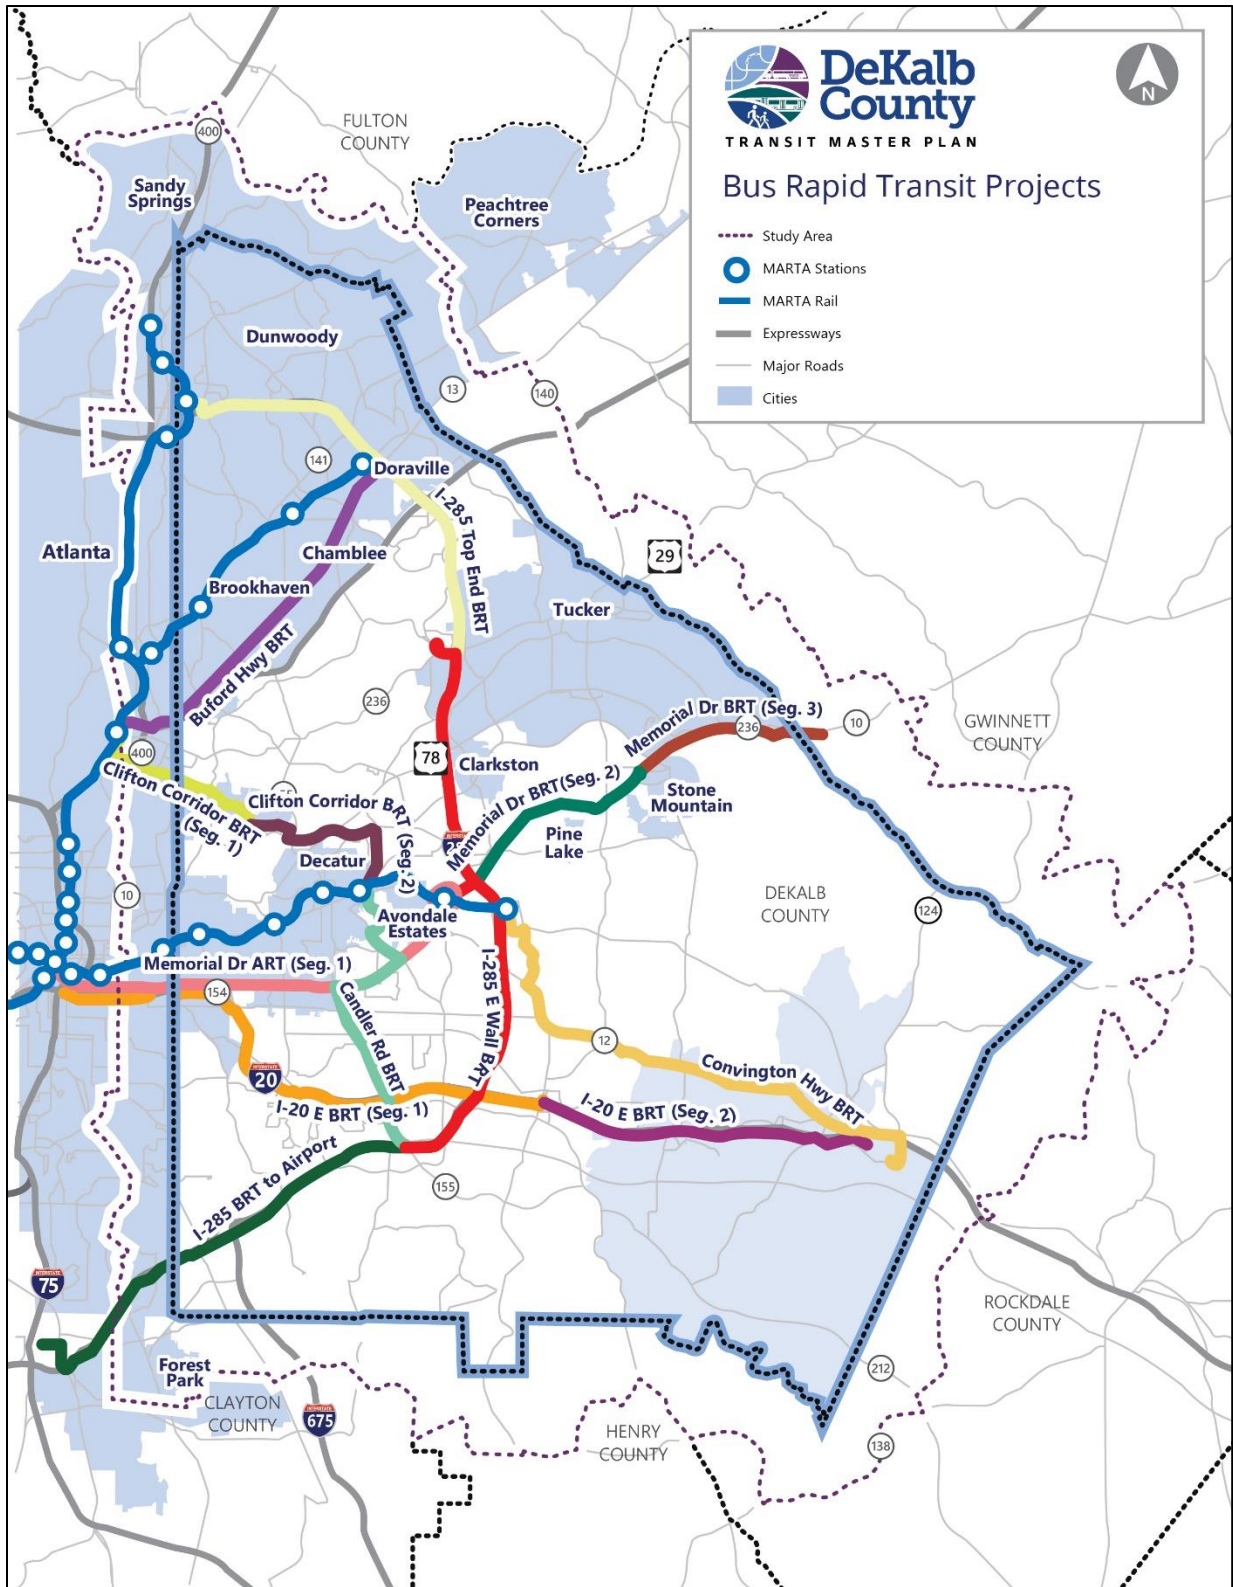 DeKalb
County
TRANSIT MASTER PLAN
N
Bus Rapid Transit Projects
Study Area
MARTA Stations
MARTA Rail
Expressways
Major Roads
Cities
FULTON
COUNTY
400
Sandy
Springs
Peachtree
Corners
Dunwoody
13
140
141
Doraville
I-285 Top End BRT
Atlanta
Chamblee
29
Brookhaven
Tucker
Buford Hwy BRT
236
Memorial Dr BRT (Seg. 3)
236
10
GWINNETT
COUNTY
400
78
Clarkston
Clifton Corridor BRT
(Seg. 1)
Clifton Corridor BRT
(Seg. 2)
Memorial Dr BRT(Seg. 2)
Stone
Mountain
Pine
Lake
Decatur
10
DEKALB
COUNTY
124
Avondale
Estates
Memorial Dr ART (Seg. 1)
154
I-285 E Wall BRT
Candler Rd BRT
12
Convington Hwy BRT
INTERSTATE
20
I-20 E BRT (Seg. 1)
I-20 E BRT (Seg. 2)
I-285 BRT to Airport
155
INTERSTATE
75
ROCKDALE
COUNTY
Forest
Park
212
CLAYTON
COUNTY
INTERSTATE
675
HENRY
COUNTY
138